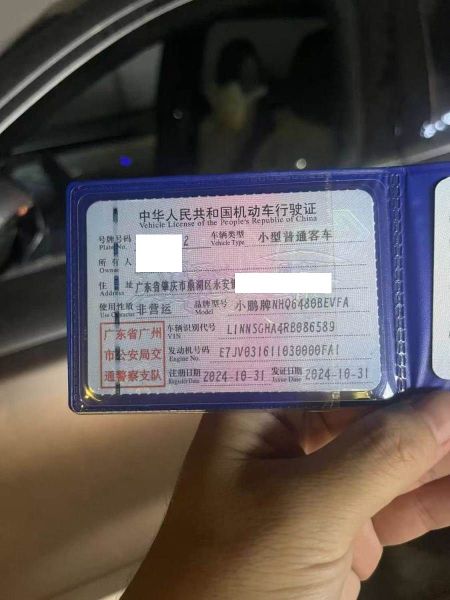 中华人民共和国机动车行驶证
Vehicle License of the People's Republic of China
号牌号码 2 车辆类型 小型普通客车
Plate No. Vehicle Type
所有人
Owner
住址 广东省肇庆市鼎湖区永安
Address
使用性质 非营运 品牌型号 小鹏牌NHQ6480BEVFA
Use Character Model
广东省广州 车辆识别代号 L1NNSGHA4RB086589
VIN
市公安局交 发动机号码 E7JV031611030000FA1
Engine No.
通警察支队 注册日期 2024-10-31 发证日期 2024-10-31
Register Date Issue Date